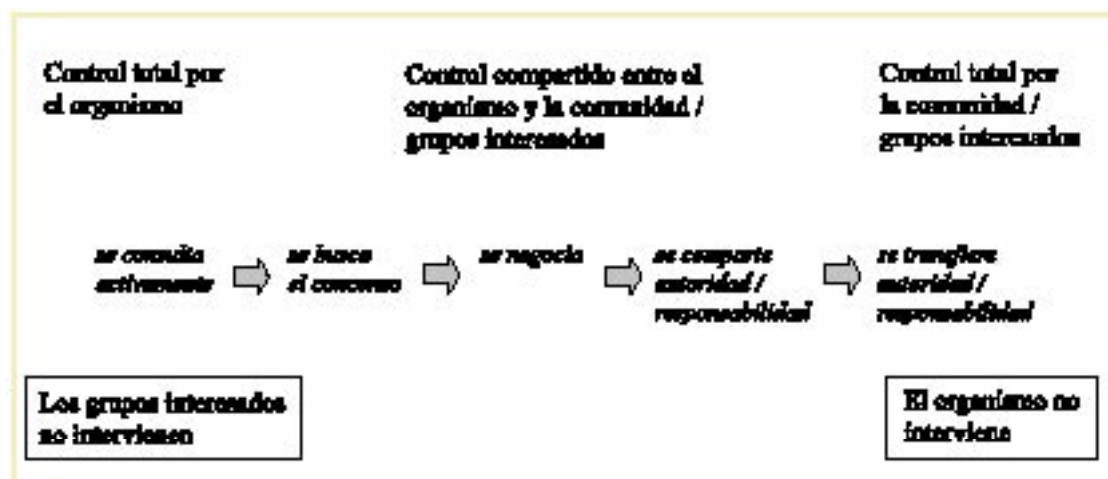 Control total por
el organismo
Control compartido entre el
organismo y la comunidad /
grupos interesados
Control total por
la comunidad /
grupos interesados
se consulta
activamente
se busca
el consenso
se negocia
se comparte
autoridad /
responsabilidad
se transfiere
autoridad /
responsabilidad
Los grupos interesados
no intervienen
El organismo no
interviene